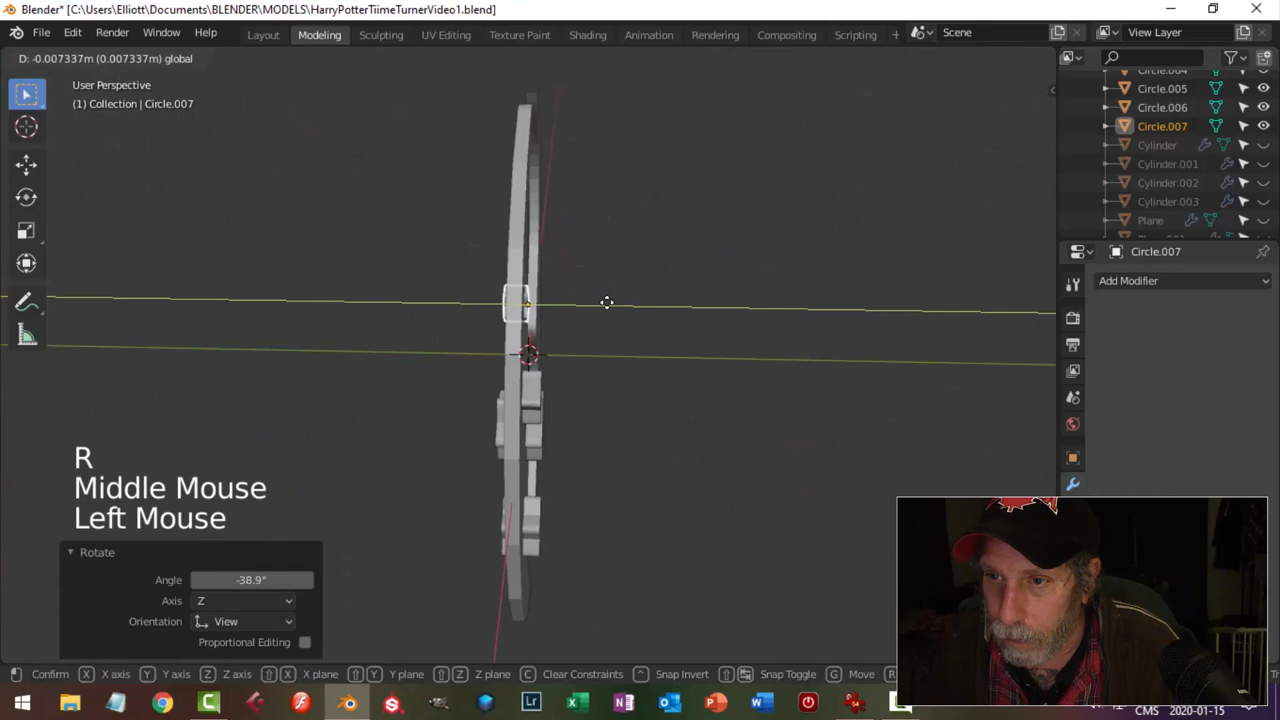 Blender* [C:\Users\Elliott\Documents\BLENDER\MODELS\HarryPotterTiimeTurnerVideo1.blend]
File Edit Render Window Help Layout Modeling Sculpting UV Editing Texture Paint Shading Animation Rendering Compositing Scripting + Scene View Layer
D: -0.007337m (0.007337m) global
User Perspective
(1) Collection | Circle.007
Circle.004
Circle.005
Circle.006
Circle.007
Cylinder
Cylinder.001
Cylinder.002
Cylinder.003
Plane
Circle.007
Add Modifier
R
Middle Mouse
Left Mouse
Rotate
Angle -38.9°
Axis Z
Orientation View
Proportional Editing
Confirm X X axis Y Y axis Z Z axis X X plane Y Y plane Z Z plane C Clear Constraints Snap Invert Snap Toggle G Move R
CMS 2020-01-15